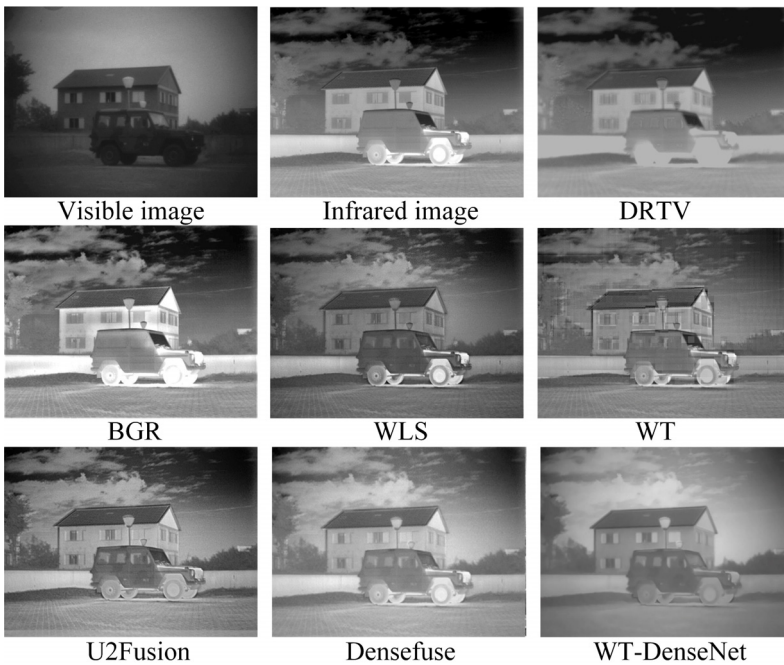 Visible image
Infrared image
DRTV
BGR
WLS
WT
U2Fusion
Densefuse
WT-DenseNet